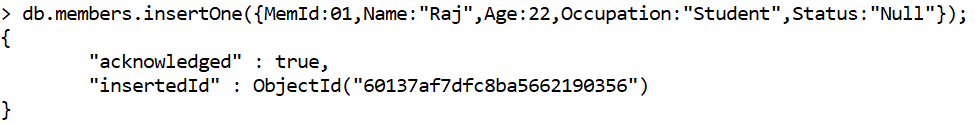 > db.members.insertOne({MemId:01,Name:"Raj",Age:22,Occupation:"Student",Status:"Null"});
{
        "acknowledged" : true,
        "insertedId" : ObjectId("60137af7dfc8ba5662190356")
}